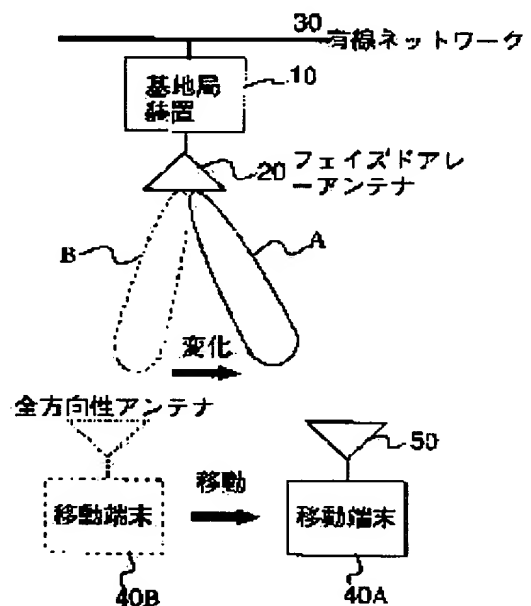 30
有線ネットワーク
10
基地局
装置
20 フェイズドアレ
ーアンテナ
B
A
変化
全方向性アンテナ
50
移動端末
移動
移動端末
40B
40A